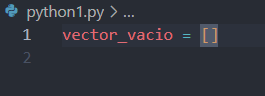 python1.py > ...
1 vector_vacio = []
2